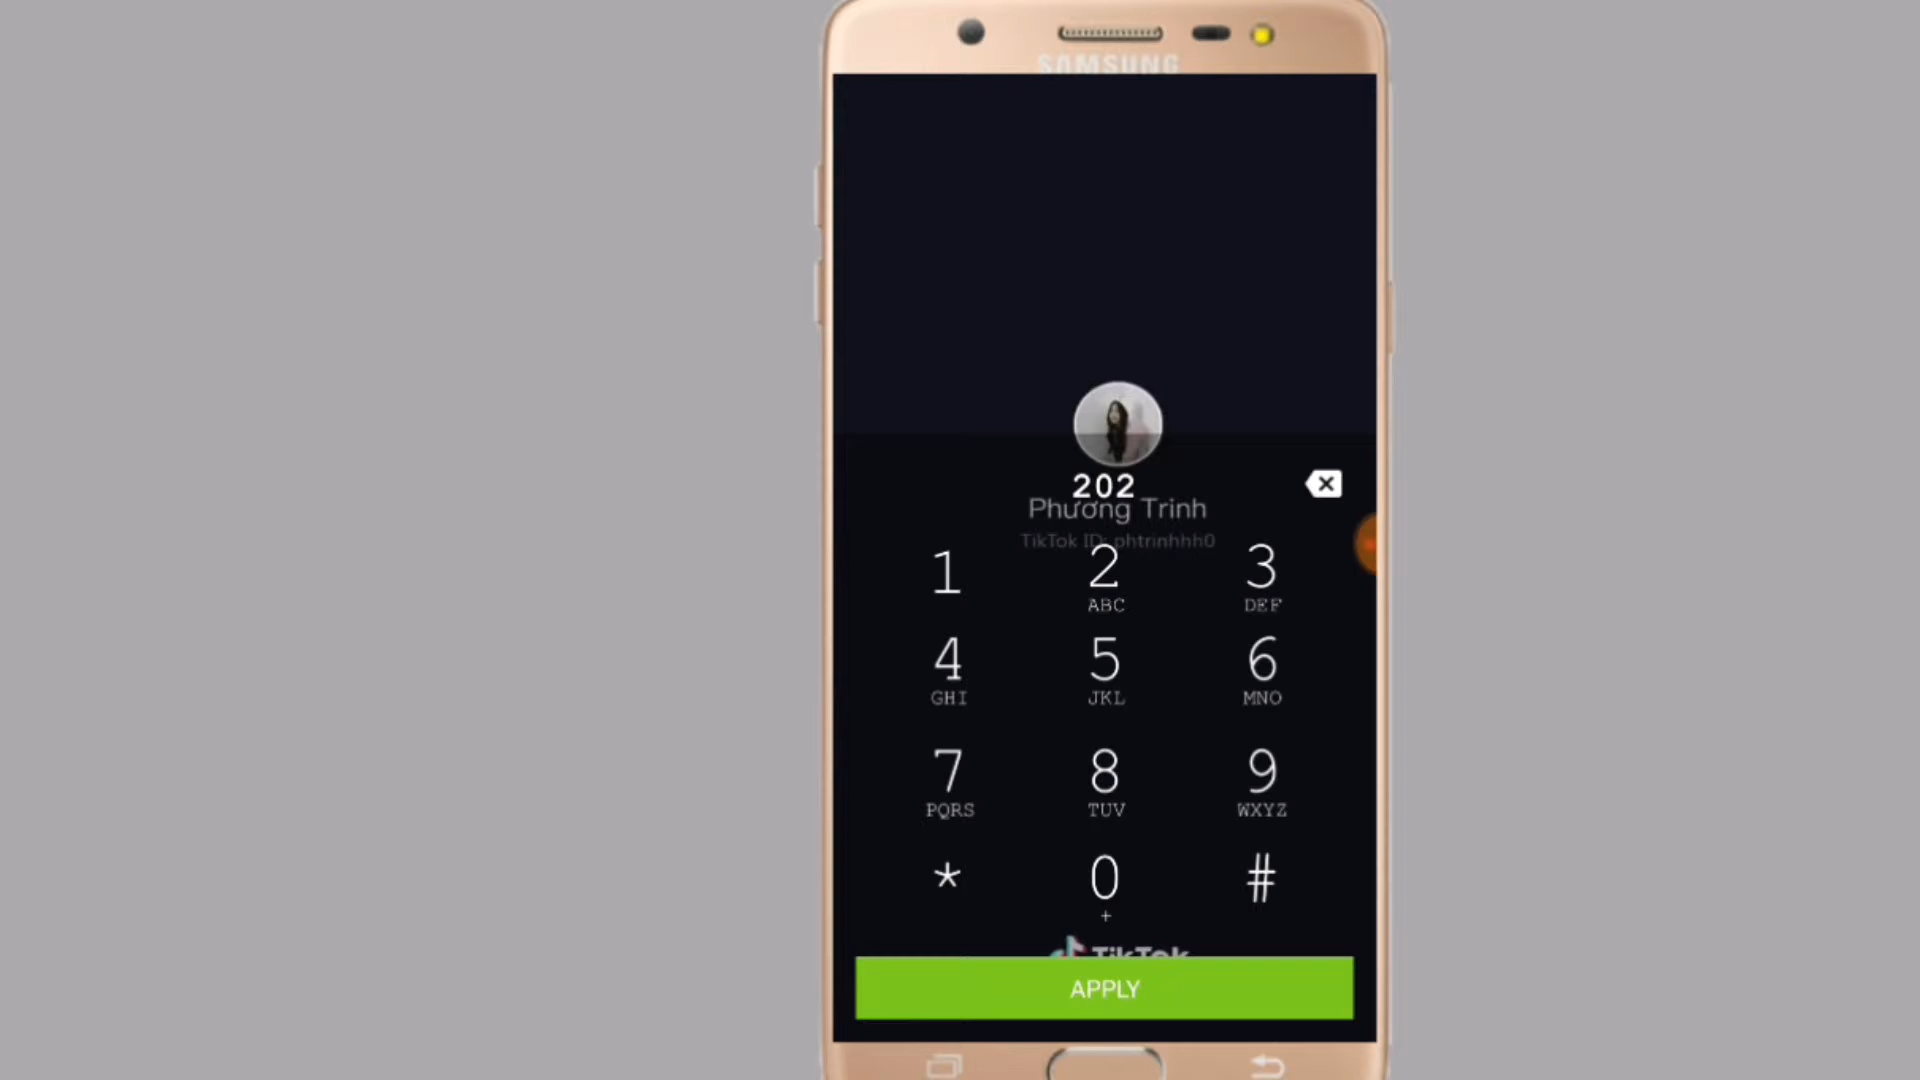 SAMSUNG
202
Phương Trinh
TikTok ID: phtrinhhh0
1 2 3
ABC DEF
4 5 6
GHI JKL MNO
7 8 9
PQRS TUV WXYZ
* 0 #
+
TikTok
APPLY